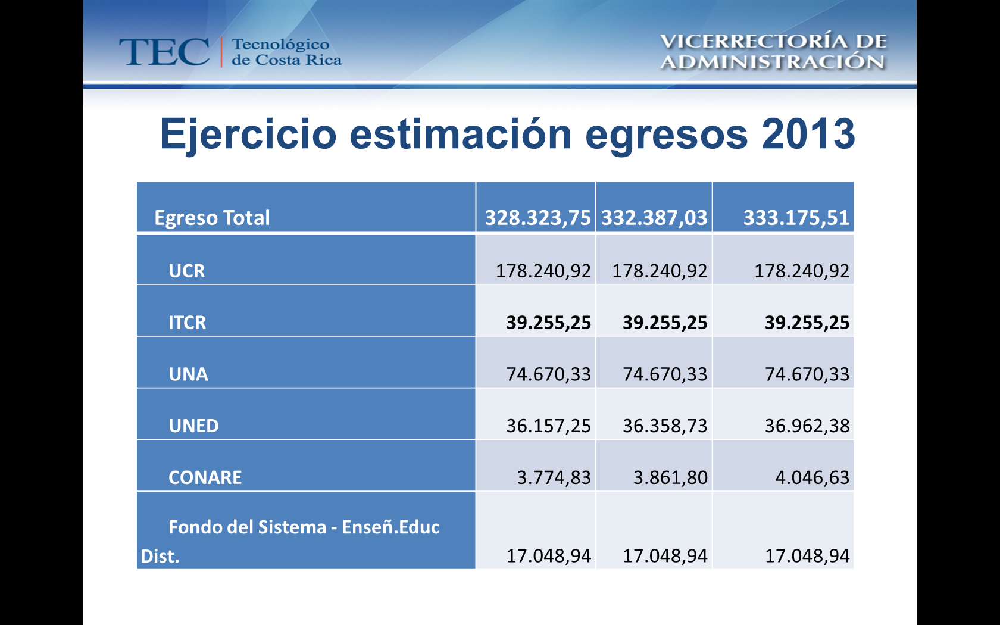 TEC
Tecnológico
de Costa Rica
VICERRECTORÍA DE
ADMINISTRACIÓN
Ejercicio estimación egresos 2013
Egreso Total 328.323,75 332.387,03 333.175,51
UCR 178.240,92 178.240,92 178.240,92
ITCR 39.255,25 39.255,25 39.255,25
UNA 74.670,33 74.670,33 74.670,33
UNED 36.157,25 36.358,73 36.962,38
CONARE 3.774,83 3.861,80 4.046,63
Fondo del Sistema - Enseñ.Educ
Dist. 17.048,94 17.048,94 17.048,94